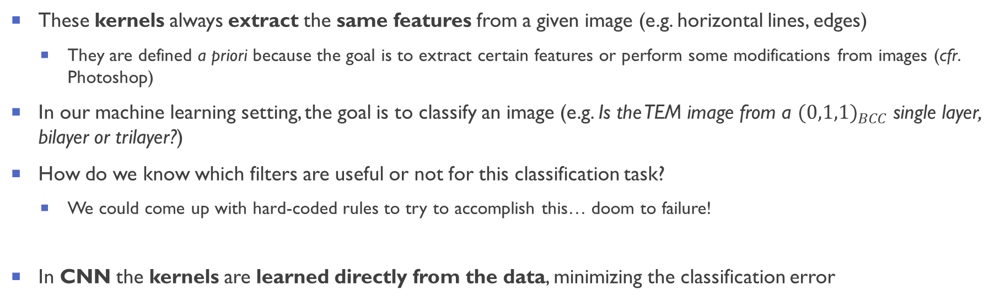 ▪ These kernels always extract the same features from a given image (e.g. horizontal lines, edges)
▪ They are defined a priori because the goal is to extract certain features or perform some modifications from images (cfr.
Photoshop)
▪ In our machine learning setting, the goal is to classify an image (e.g. Is the TEM image from a (0,1,1)BCC single layer,
bilayer or trilayer?)
▪ How do we know which filters are useful or not for this classification task?
▪ We could come up with hard-coded rules to try to accomplish this… doom to failure!
▪ In CNN the kernels are learned directly from the data, minimizing the classification error